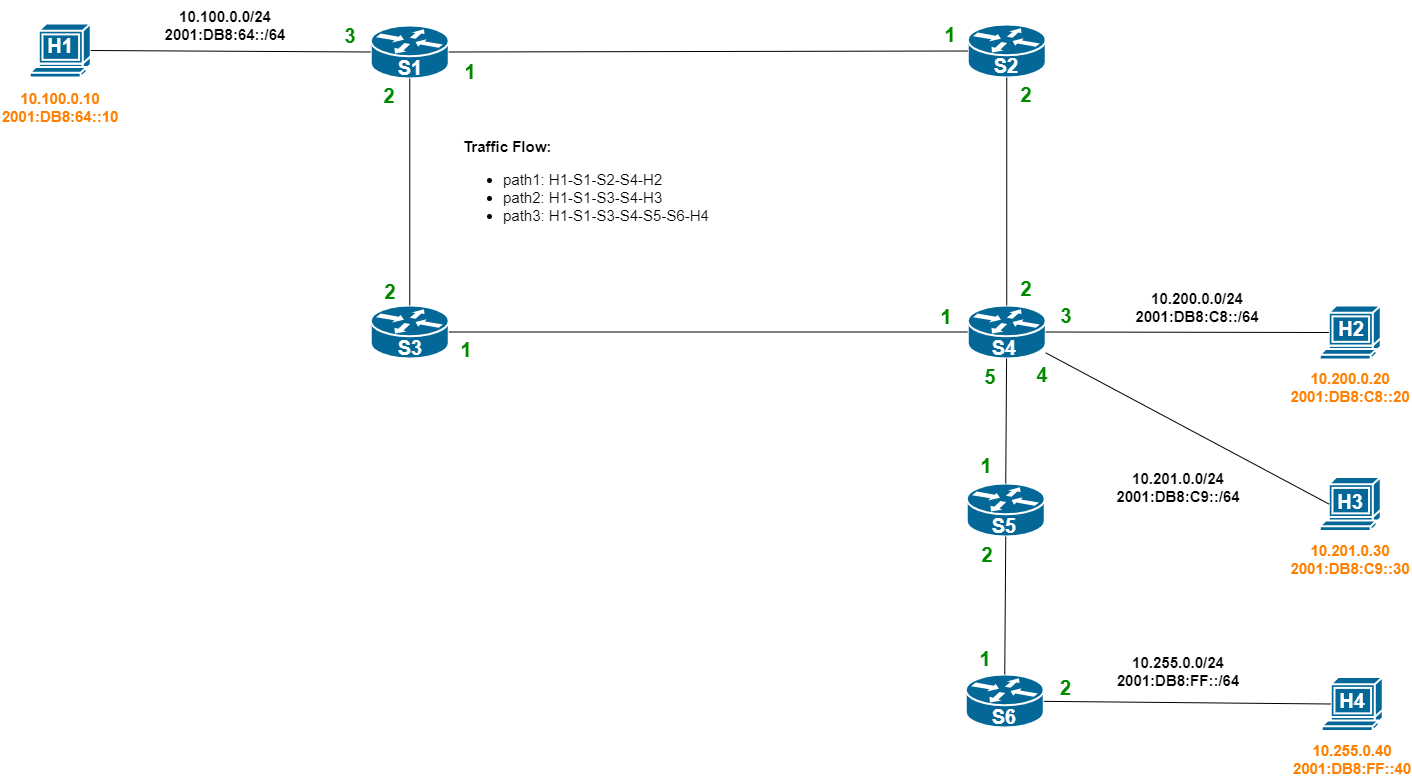 10.100.0.0/24
2001:DB8:64::/64
H1
3
S1
1
1
S2
10.100.0.10
2001:DB8:64::10
2
2
Traffic Flow:
• path1: H1-S1-S2-S4-H2
• path2: H1-S1-S3-S4-H3
• path3: H1-S1-S3-S4-S5-S6-H4
2
2
10.200.0.0/24
2001:DB8:C8::/64
1
3
S3
1
S4
H2
5
4
10.200.0.20
2001:DB8:C8::20
1
10.201.0.0/24
2001:DB8:C9::/64
S5
H3
2
10.201.0.30
2001:DB8:C9::30
1
10.255.0.0/24
2001:DB8:FF::/64
2
S6
H4
10.255.0.40
2001:DB8:FF::40